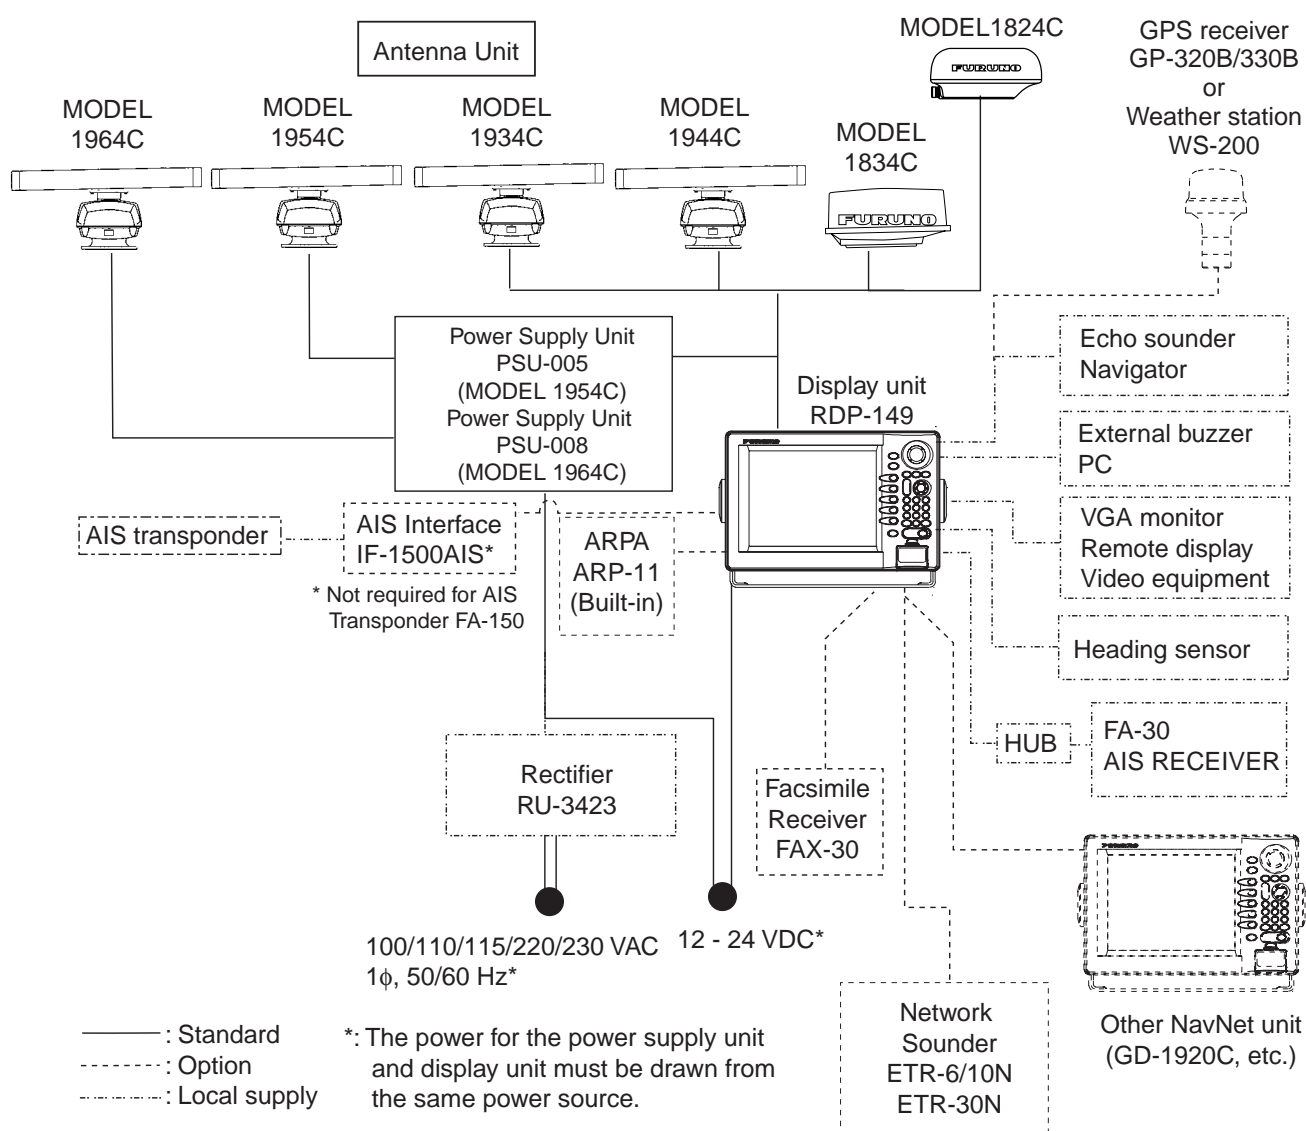 Antenna Unit
MODEL1824C
FURUNO
GPS receiver
GP-320B/330B
or
Weather station
WS-200
MODEL
1964C
MODEL
1954C
MODEL
1934C
MODEL
1944C
MODEL
1834C
FURUNO
Power Supply Unit
PSU-005
(MODEL 1954C)
Power Supply Unit
PSU-008
(MODEL 1964C)
Display unit
RDP-149
FURUNO
Echo sounder
Navigator
External buzzer
PC
VGA monitor
Remote display
Video equipment
Heading sensor
HUB
FA-30
AIS RECEIVER
AIS transponder
AIS Interface
IF-1500AIS*
* Not required for AIS
Transponder FA-150
ARPA
ARP-11
(Built-in)
Rectifier
RU-3423
Facsimile
Receiver
FAX-30
FURUNO
100/110/115/220/230 VAC
1ϕ, 50/60 Hz*
12 - 24 VDC*
Network
Sounder
ETR-6/10N
ETR-30N
Other NavNet unit
(GD-1920C, etc.)
: Standard
: Option
: Local supply
*: The power for the power supply unit
and display unit must be drawn from
the same power source.